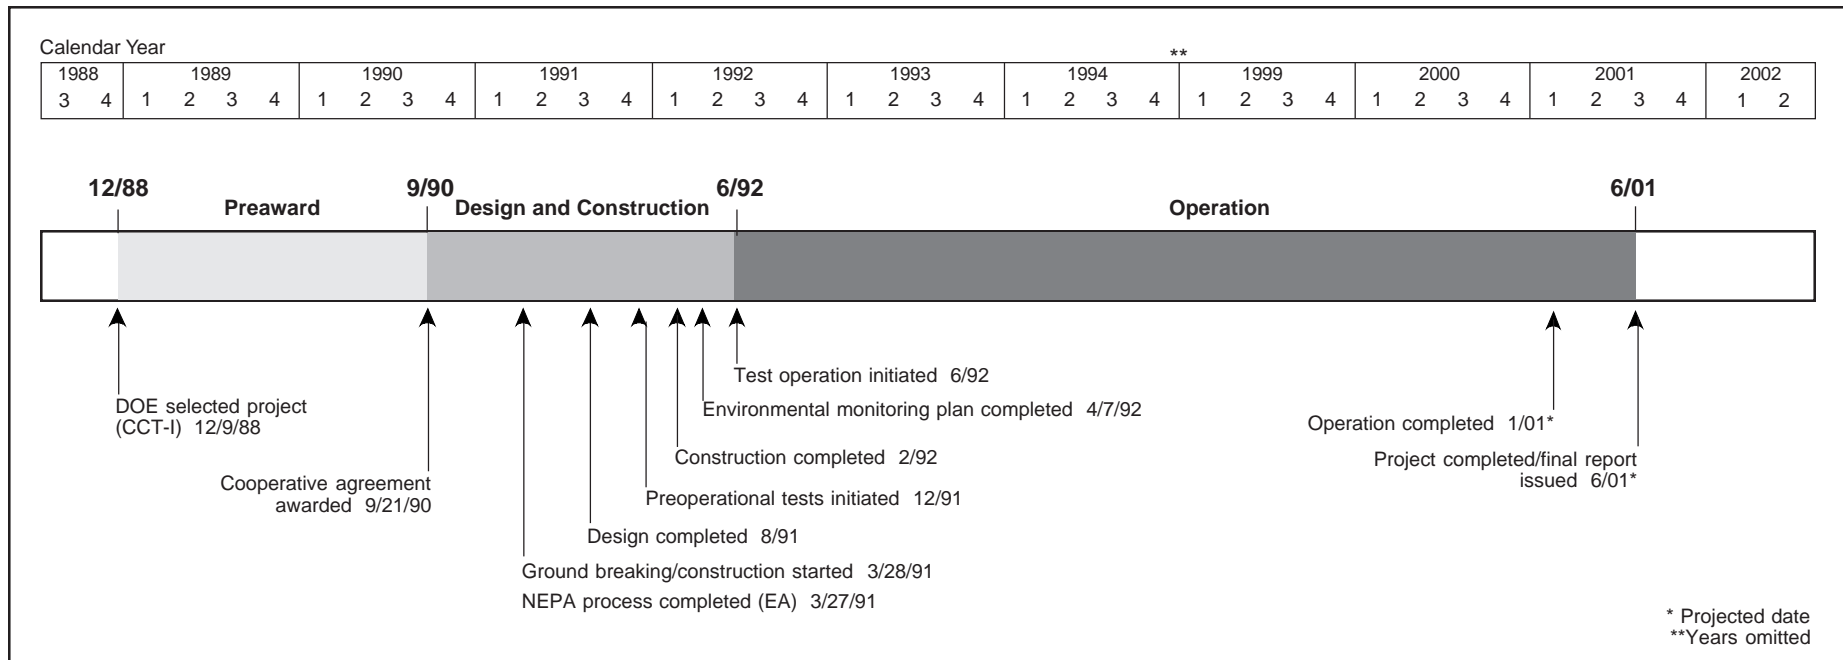 Calendar Year
**
1988 1989 1990 1991 1992 1993 1994 1999 2000 2001 2002
3 4 1 2 3 4 1 2 3 4 1 2 3 4 1 2 3 4 1 2 3 4 1 2 3 4 1 2 3 4 1 2 3 4 1 2 3 4 1 2
12/88 9/90 6/92 6/01
Preaward Design and Construction Operation
Test operation initiated 6/92
Environmental monitoring plan completed 4/7/92
DOE selected project
(CCT-I) 12/9/88
Operation completed 1/01*
Construction completed 2/92
Project completed/final report
issued 6/01*
Cooperative agreement
awarded 9/21/90
Preoperational tests initiated 12/91
Design completed 8/91
Ground breaking/construction started 3/28/91
NEPA process completed (EA) 3/27/91
* Projected date
**Years omitted